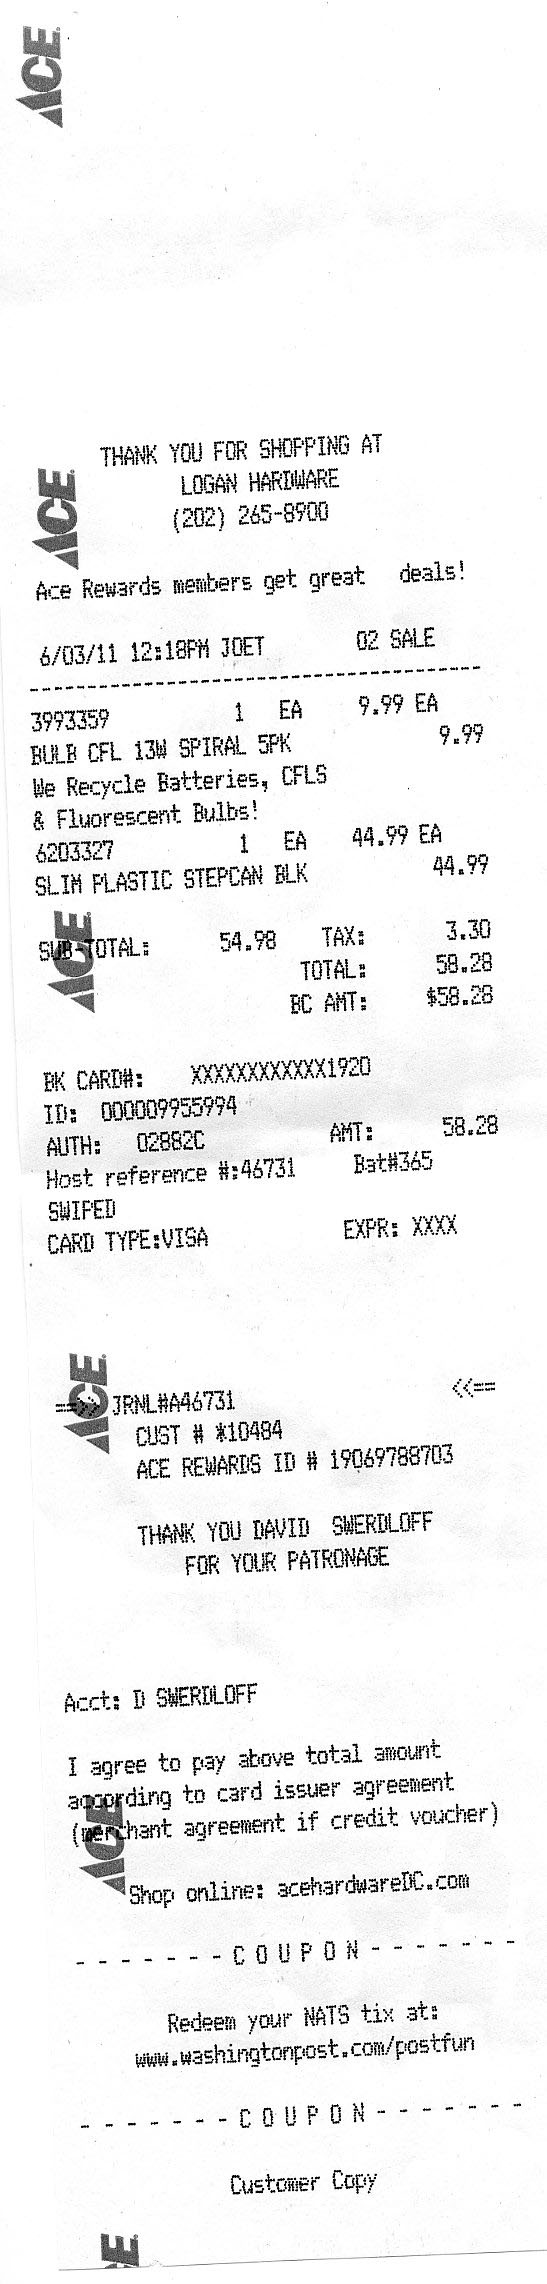 ACE
THANK YOU FOR SHOPPING AT
LOGAN HARDWARE
(202) 265-8900
ACE
Ace Rewards members get great deals!
6/03/11 12:18PM JOET 02 SALE
----------------------------------------
3993359 1 EA 9.99 EA
BULB CFL 13W SPIRAL 5PK 9.99
We Recycle Batteries, CFLS
& Fluorescent Bulbs!
6203327 1 EA 44.99 EA
SLIM PLASTIC STEPCAN BLK 44.99
SUB-TOTAL: 54.98 TAX: 3.30
ACE
TOTAL: 58.28
BC AMT: $58.28
BK CARD#: XXXXXXXXXXXX1920
ID: 000009955994
AUTH: 02882C AMT: 58.28
Host reference #:46731 Bat#365
SWIPED
CARD TYPE:VISA EXPR: XXXX
ACE
==>> JRNL#A46731 <<==
CUST # *10484
ACE REWARDS ID # 19069788703
THANK YOU DAVID SWERDLOFF
FOR YOUR PATRONAGE
Acct: D SWERDLOFF
I agree to pay above total amount
according to card issuer agreement
(merchant agreement if credit voucher)
ACE
Shop online: acehardwareDC.com
- - - - - - - C O U P O N - - - - - - -
Redeem your NATS tix at:
www.washingtonpost.com/postfun
- - - - - - - C O U P O N - - - - - - -
Customer Copy
ACE